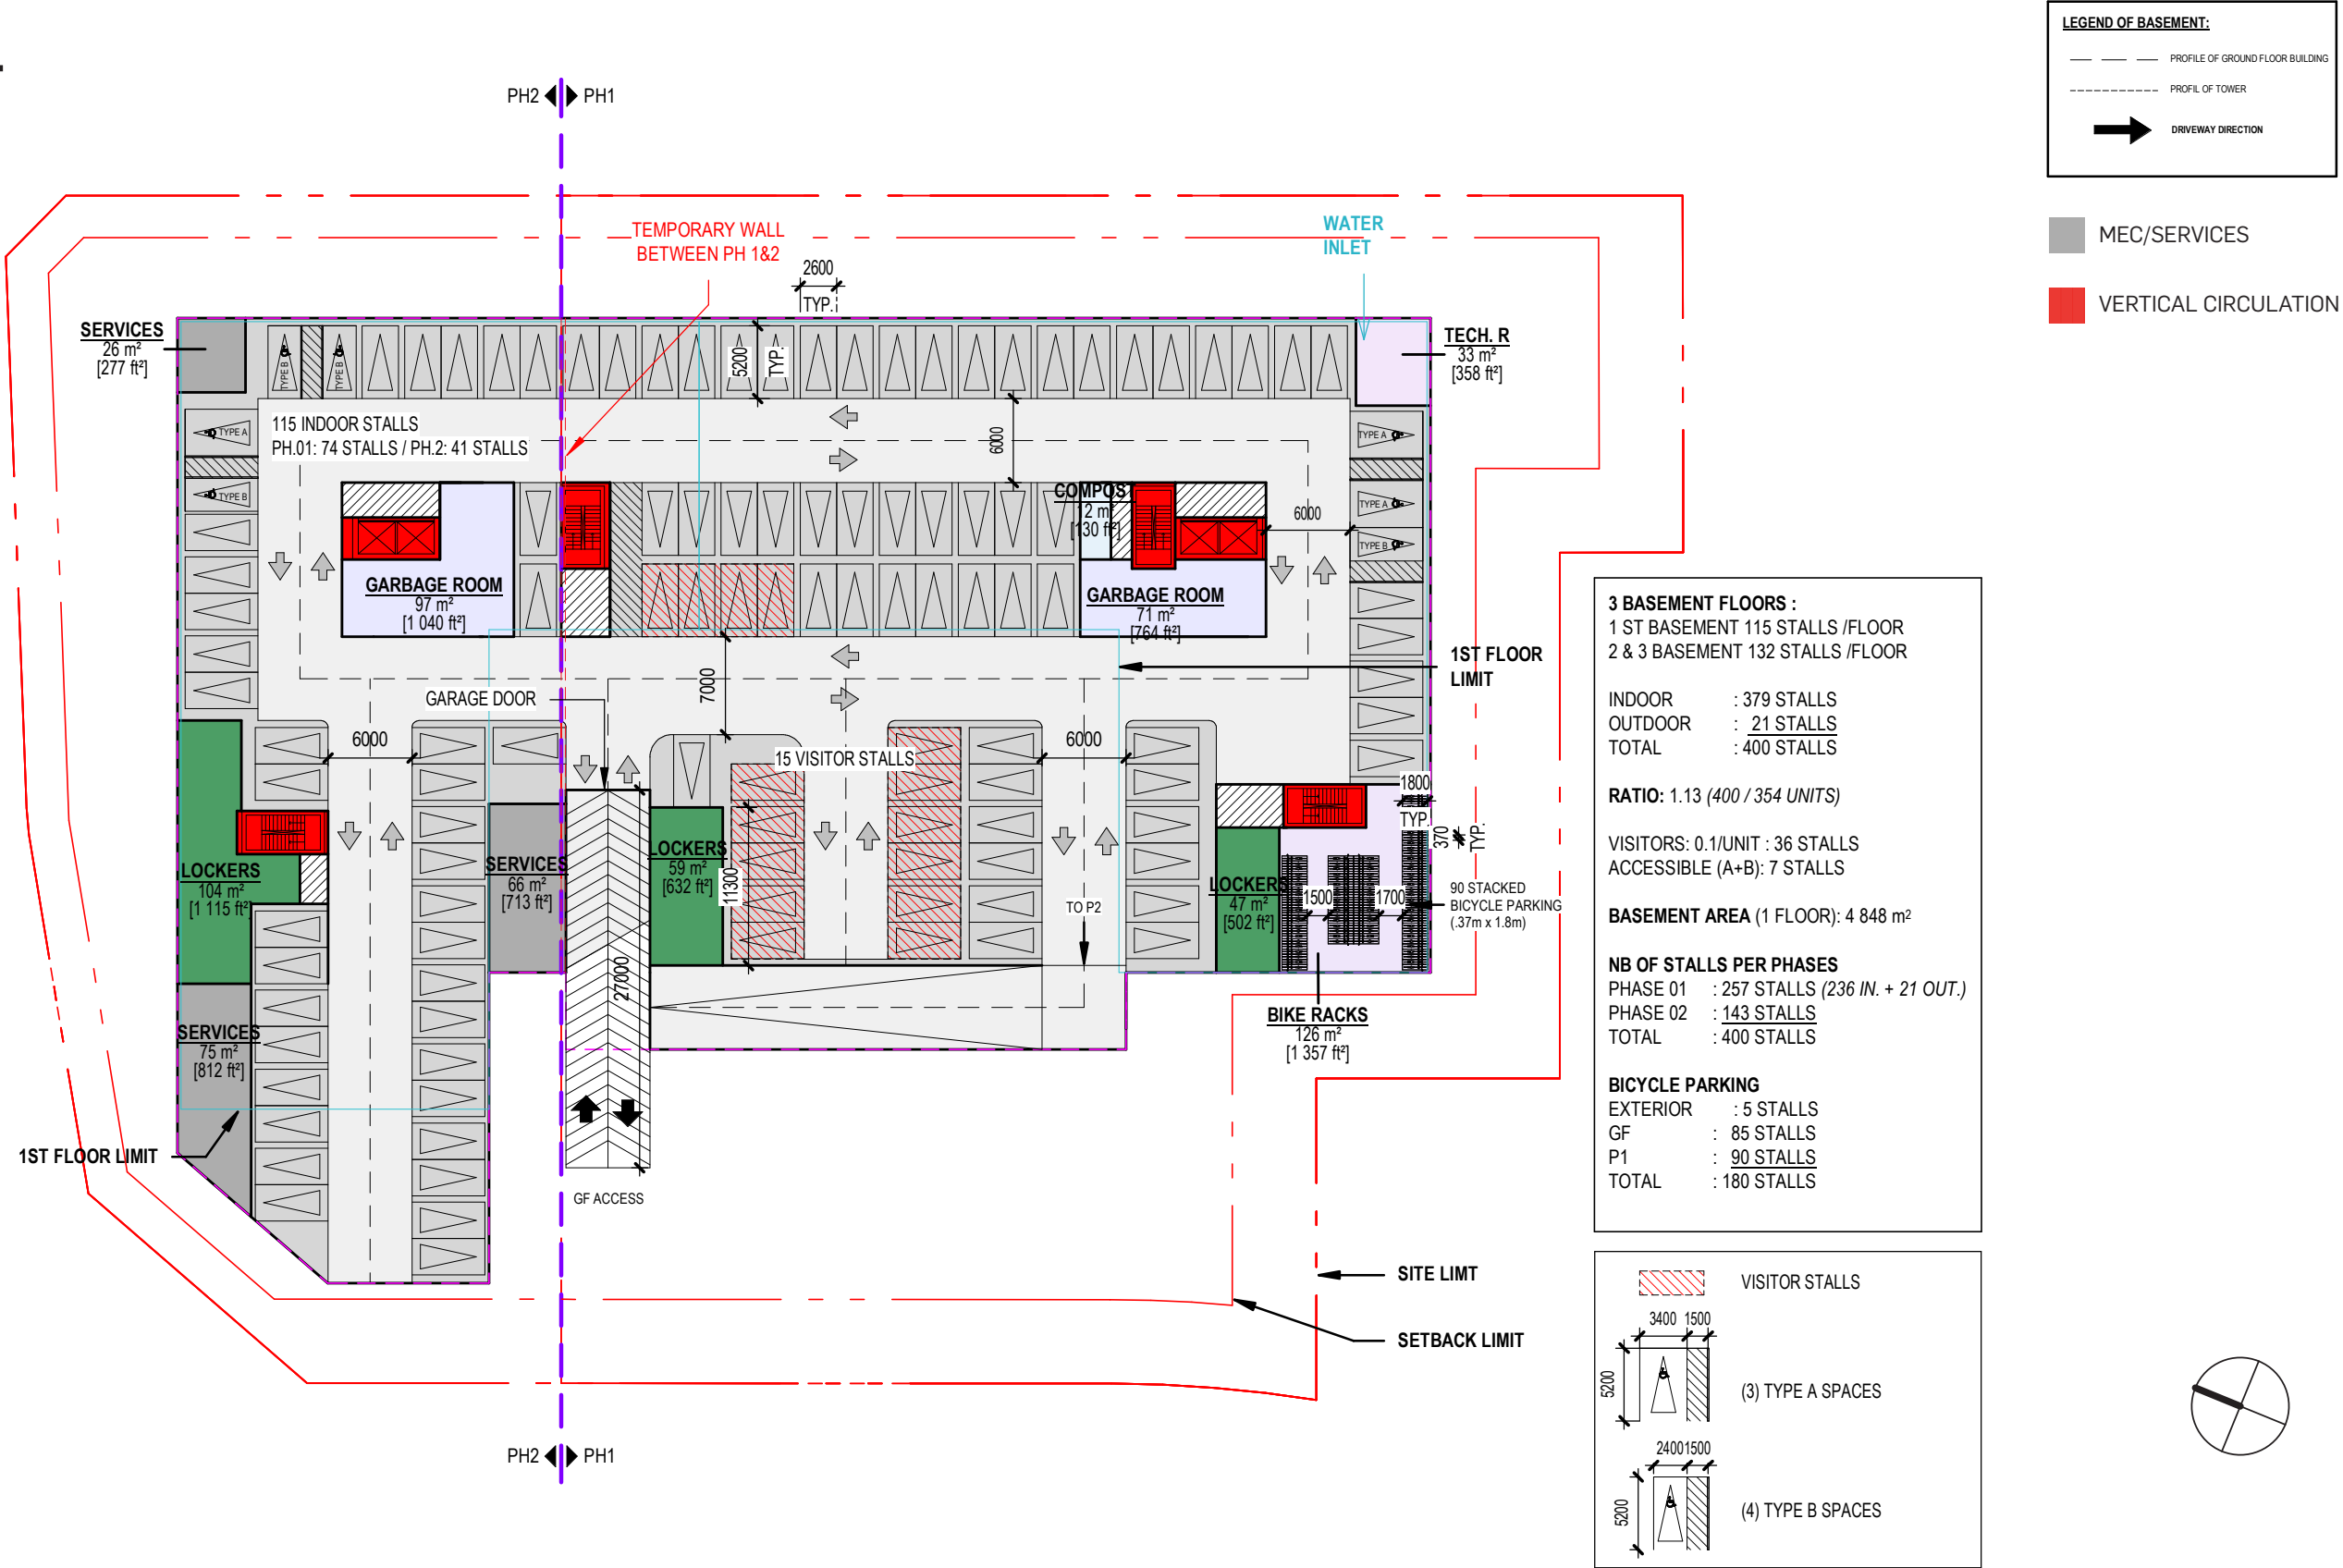 LEGEND OF BASEMENT:
PROFILE OF GROUND FLOOR BUILDING
PROFIL OF TOWER
DRIVEWAY DIRECTION
MEC/SERVICES
VERTICAL CIRCULATION
PH2 PH1
TEMPORARY WALL
BETWEEN PH 1&2
WATER
INLET
2600
TYP.
SERVICES
26 m²
[277 ft²]
TYPE B
TYPE B
5200
TYP.
TECH. R
33 m²
[358 ft²]
115 INDOOR STALLS
PH.01: 74 STALLS / PH.2: 41 STALLS
TYPE A
TYPE B
6000
TYPE A
TYPE A
TYPE B
COMPOST
12 m²
[130 ft²]
6000
GARBAGE ROOM
97 m²
[1 040 ft²]
GARBAGE ROOM
71 m²
[764 ft²]
1ST FLOOR
LIMIT
GARAGE DOOR
7000
6000
15 VISITOR STALLS
6000
1800
TYP.
370
TYP.
LOCKERS
104 m²
[1 115 ft²]
SERVICES
66 m²
[713 ft²]
LOCKERS
59 m²
[632 ft²]
11300
TO P2
LOCKERS
47 m²
[502 ft²]
1500
1700
90 STACKED
BICYCLE PARKING
(.37m x 1.8m)
27000
SERVICES
75 m²
[812 ft²]
BIKE RACKS
126 m²
[1 357 ft²]
1ST FLOOR LIMIT
GF ACCESS
SITE LIMT
SETBACK LIMIT
PH2 PH1
3 BASEMENT FLOORS :
1 ST BASEMENT 115 STALLS /FLOOR
2 & 3 BASEMENT 132 STALLS /FLOOR
INDOOR : 379 STALLS
OUTDOOR : 21 STALLS
TOTAL : 400 STALLS
RATIO: 1.13 (400 / 354 UNITS)
VISITORS: 0.1/UNIT : 36 STALLS
ACCESSIBLE (A+B): 7 STALLS
BASEMENT AREA (1 FLOOR): 4 848 m²
NB OF STALLS PER PHASES
PHASE 01 : 257 STALLS (236 IN. + 21 OUT.)
PHASE 02 : 143 STALLS
TOTAL : 400 STALLS
BICYCLE PARKING
EXTERIOR : 5 STALLS
GF : 85 STALLS
P1 : 90 STALLS
TOTAL : 180 STALLS
VISITOR STALLS
3400 1500
5200
(3) TYPE A SPACES
2400 1500
5200
(4) TYPE B SPACES